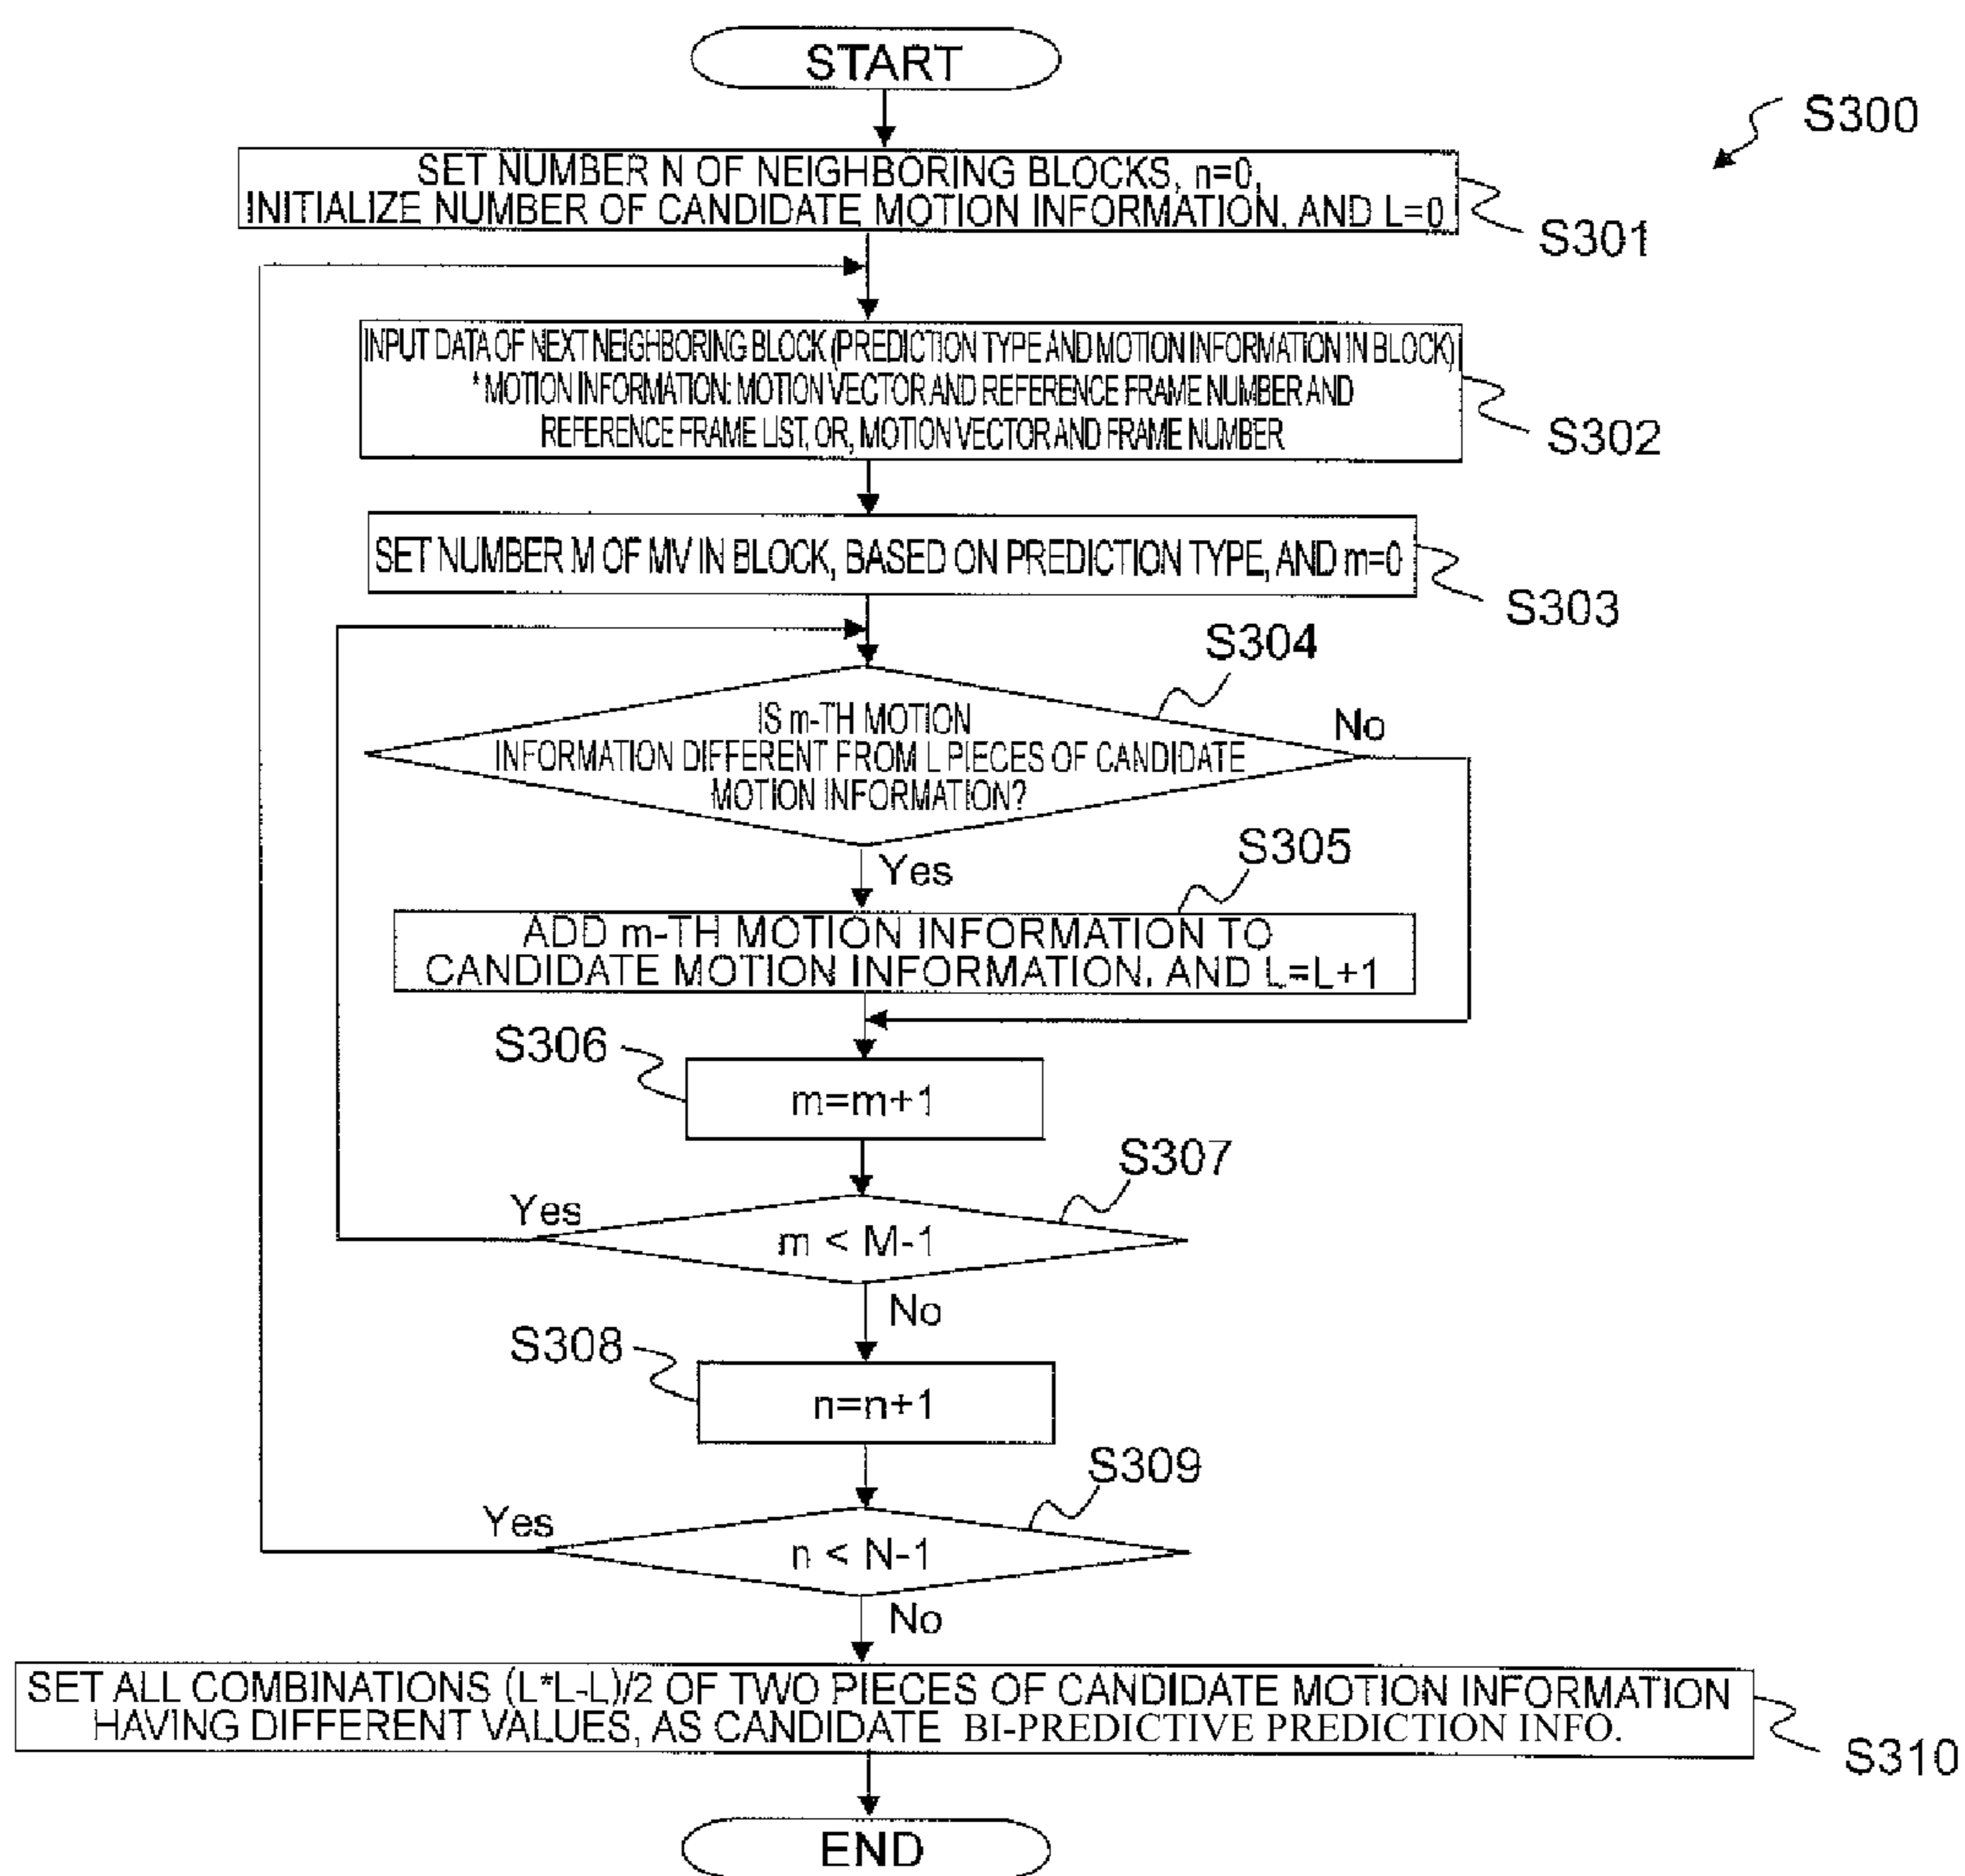 START
S300
SET NUMBER N OF NEIGHBORING BLOCKS, n=0,
INITIALIZE NUMBER OF CANDIDATE MOTION INFORMATION, AND L=0
S301
INPUT DATA OF NEXT NEIGHBORING BLOCK (PREDICTION TYPE AND MOTION INFORMATION IN BLOCK)
* MOTION INFORMATION: MOTION VECTOR AND REFERENCE FRAME NUMBER AND
REFERENCE FRAME LIST, OR, MOTION VECTOR AND FRAME NUMBER
S302
SET NUMBER M OF MV IN BLOCK, BASED ON PREDICTION TYPE, AND m=0
S303
S304
IS m-TH MOTION
INFORMATION DIFFERENT FROM L PIECES OF CANDIDATE
MOTION INFORMATION?
No
Yes
S305
ADD m-TH MOTION INFORMATION TO
CANDIDATE MOTION INFORMATION, AND L=L+1
S306
m=m+1
S307
Yes
m < M-1
No
S308
n=n+1
S309
Yes
n < N-1
No
SET ALL COMBINATIONS (L*L-L)/2 OF TWO PIECES OF CANDIDATE MOTION INFORMATION
HAVING DIFFERENT VALUES, AS CANDIDATE BI-PREDICTIVE PREDICTION INFO.
S310
END